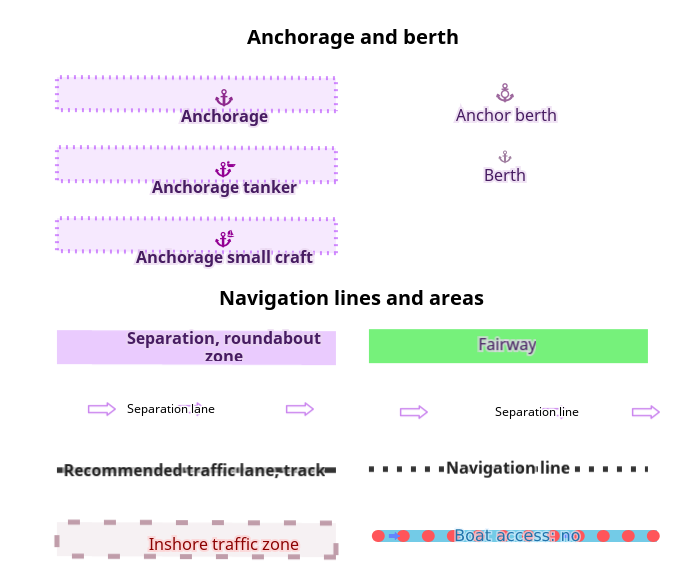 Anchorage and berth
Anchorage
Anchor berth
Anchorage tanker
Berth
Anchorage small craft
Navigation lines and areas
Separation, roundabout
zone
Fairway
Separation lane
Separation line
Recommended traffic lane, track
Navigation line
Inshore traffic zone
Boat access: no